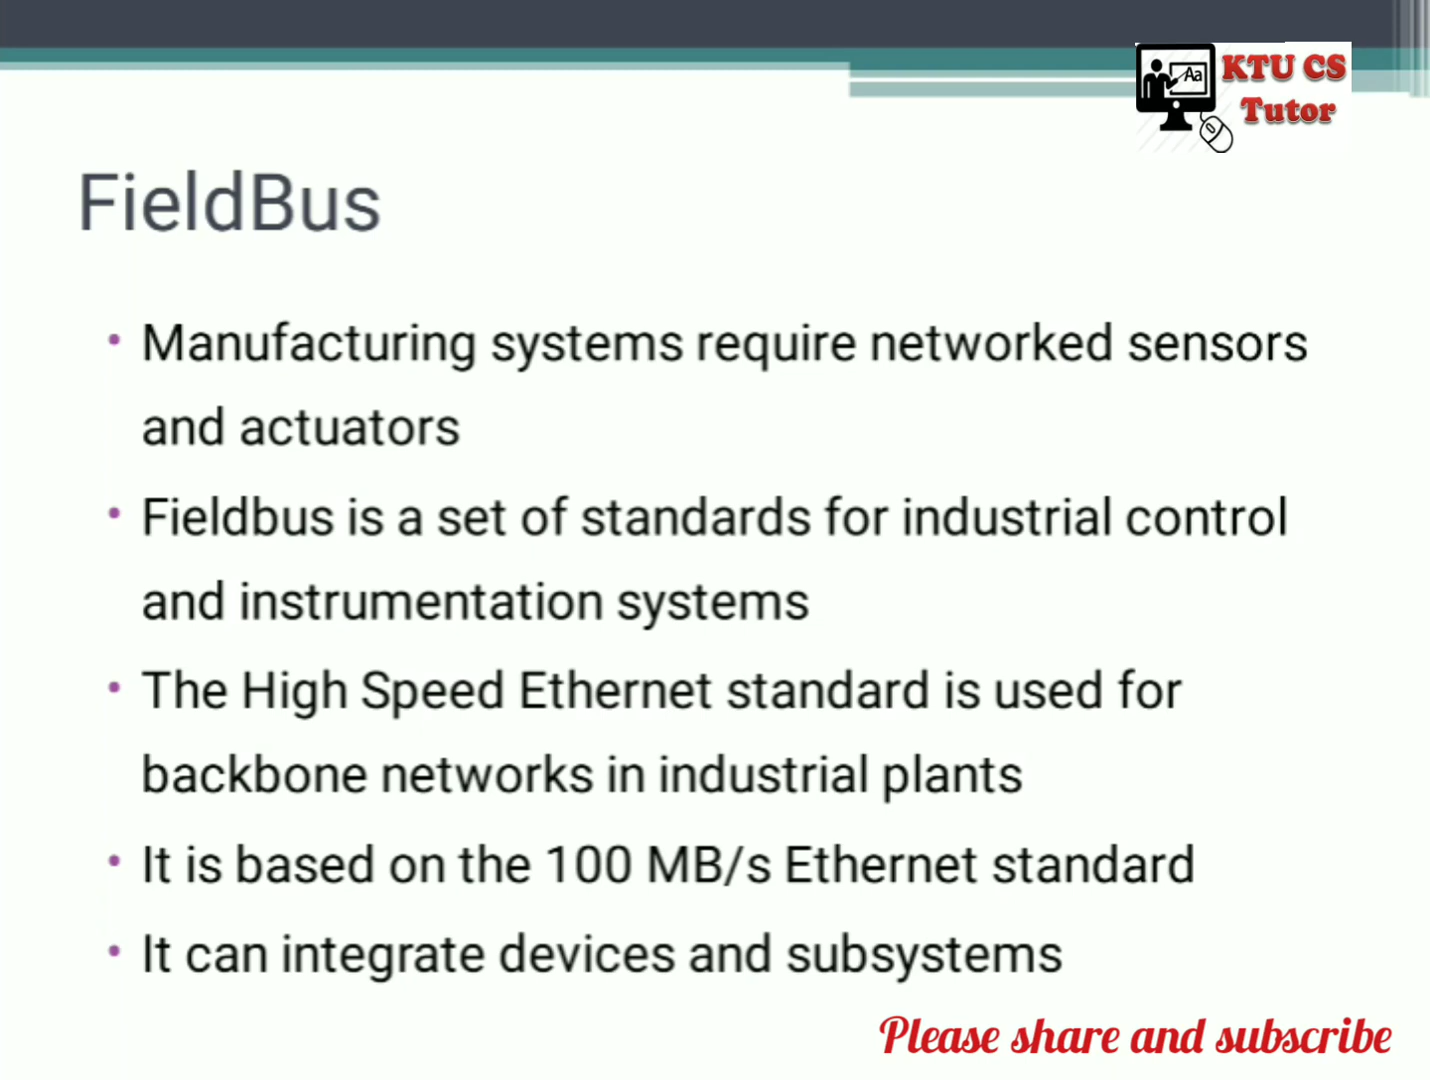 Aa
KTU CS
Tutor
FieldBus
• Manufacturing systems require networked sensors
and actuators
• Fieldbus is a set of standards for industrial control
and instrumentation systems
• The High Speed Ethernet standard is used for
backbone networks in industrial plants
• It is based on the 100 MB/s Ethernet standard
• It can integrate devices and subsystems
Please share and subscribe